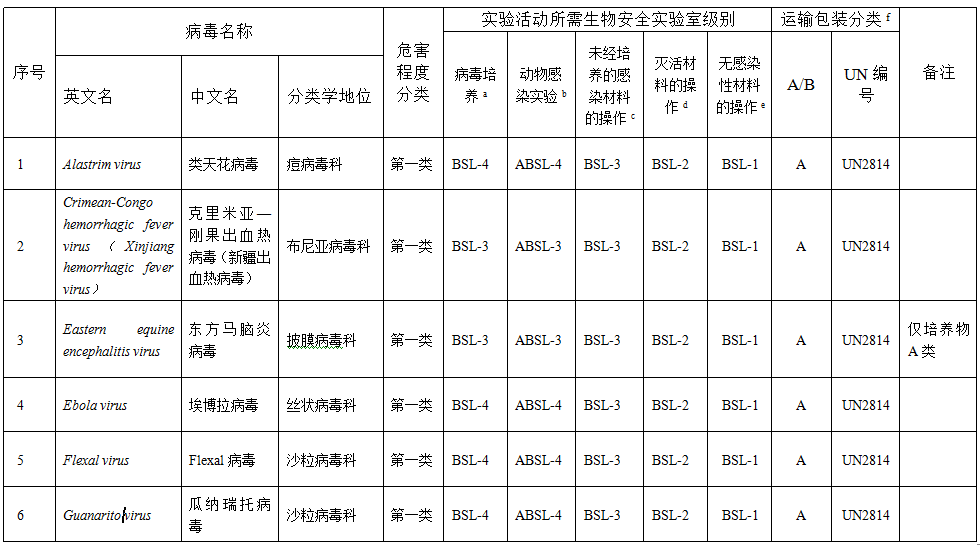 序号
病毒名称
危害
程度
分类
实验活动所需生物安全实验室级别
运输包装分类 f
备注
英文名
中文名
分类学地位
病毒培
养 a
动物感
染实验 b
未经培
养的感
染材料
的操作 c
灭活材
料的操
作 d
无感染
性材料
的操作 e
A/B
UN 编
号
1
Alastrim virus
类天花病毒
痘病毒科
第一类
BSL-4
ABSL-4
BSL-3
BSL-2
BSL-1
A
UN2814
2
Crimean-Congo
hemorrhagic fever
virus （ Xinjiang
hemorrhagic fever
virus）
克里米亚—
刚果出血热
病毒（新疆出
血热病毒）
布尼亚病毒科
第一类
BSL-3
ABSL-3
BSL-3
BSL-2
BSL-1
A
UN2814
3
Eastern equine
encephalitis virus
东方马脑炎
病毒
披膜病毒科
第一类
BSL-3
ABSL-3
BSL-3
BSL-2
BSL-1
A
UN2814
仅培养物
A 类
4
Ebola virus
埃博拉病毒
丝状病毒科
第一类
BSL-4
ABSL-4
BSL-3
BSL-2
BSL-1
A
UN2814
5
Flexal virus
Flexal 病毒
沙粒病毒科
第一类
BSL-4
ABSL-4
BSL-3
BSL-2
BSL-1
A
UN2814
6
Guanarito virus
瓜纳瑞托病
毒
沙粒病毒科
第一类
BSL-4
ABSL-4
BSL-3
BSL-2
BSL-1
A
UN2814